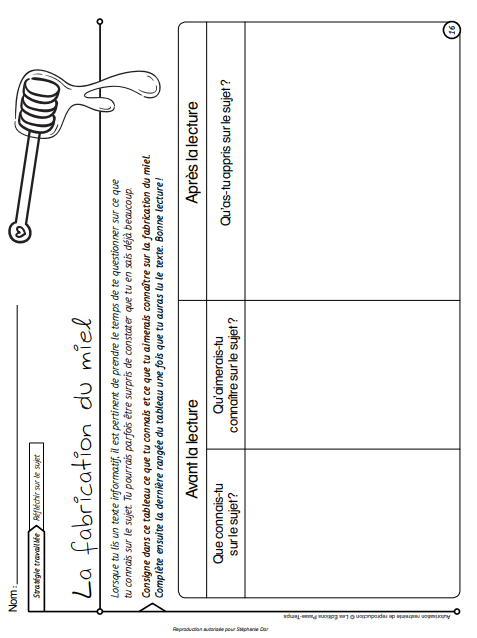 Nom :
Stratégie travaillée Réfléchir sur le sujet
La fabrication du miel
Lorsque tu lis un texte informatif, il est pertinent de prendre le temps de te questionner sur ce que
tu connais sur le sujet. Tu pourrais parfois être surpris de constater que tu en sais déjà beaucoup.
Consigne dans ce tableau ce que tu connais et ce que tu aimerais connaître sur la fabrication du miel.
Complète ensuite la dernière rangée du tableau une fois que tu auras lu le texte. Bonne lecture !
Avant la lecture
Après la lecture
Que connais-tu
sur le sujet?
Qu'aimerais-tu
connaître sur le sujet ?
Qu'as-tu appris sur le sujet ?
16
Autorisation restreinte de reproduction © Les Éditions Passe-Temps
Reproduction autorisée pour Stéphanie Dor